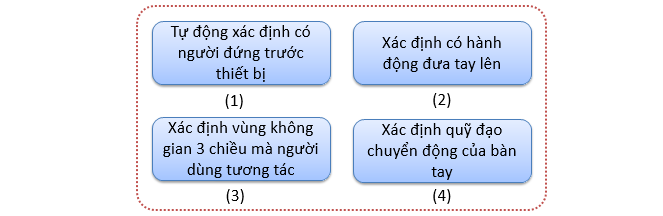 Tự động xác định có
người đứng trước
thiết bị
(1)
Xác định có hành
động đưa tay lên
(2)
Xác định vùng không
gian 3 chiều mà người
dùng tương tác
(3)
Xác định quỹ đạo
chuyển động của bàn
tay
(4)